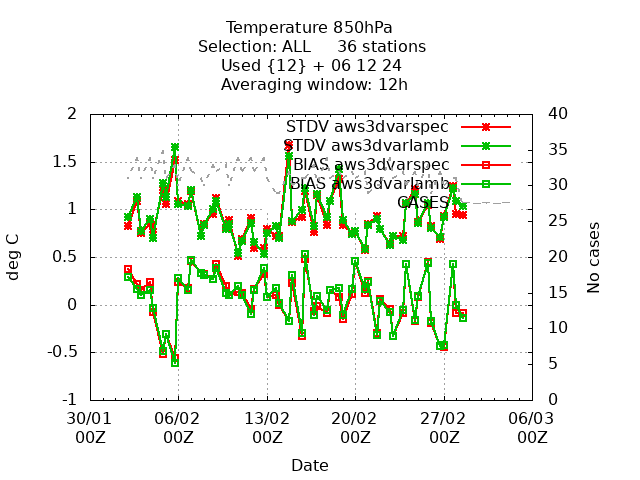 Temperature 850hPa
Selection: ALL 36 stations
Used {12} + 06 12 24
Averaging window: 12h
STDV aws3dvarspec
STDV aws3dvarlamb
BIAS aws3dvarspec
BIAS aws3dvarlamb
CASES
2
1.5
1
0.5
0
-0.5
-1
deg C
40
35
30
25
20
15
10
5
0
No cases
30/01 06/02 13/02 20/02 27/02 06/03
00Z 00Z 00Z 00Z 00Z 00Z
Date